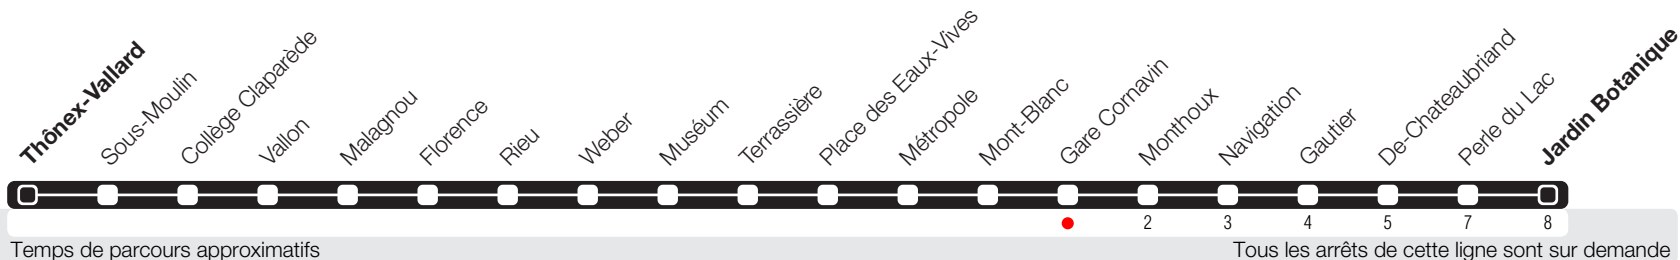 Thônex-Vallard
Sous-Moulin
Collège Claparède
Vallon
Malagnou
Florence
Rieu
Weber
Muséum
Terrassière
Place des Eaux-Vives
Métropole
Mont-Blanc
Gare Cornavin
Monthoux
Navigation
Gautier
De-Chateaubriand
Perle du Lac
Jardin Botanique
2 3 4 5 7 8
Temps de parcours approximatifs
Tous les arrêts de cette ligne sont sur demande